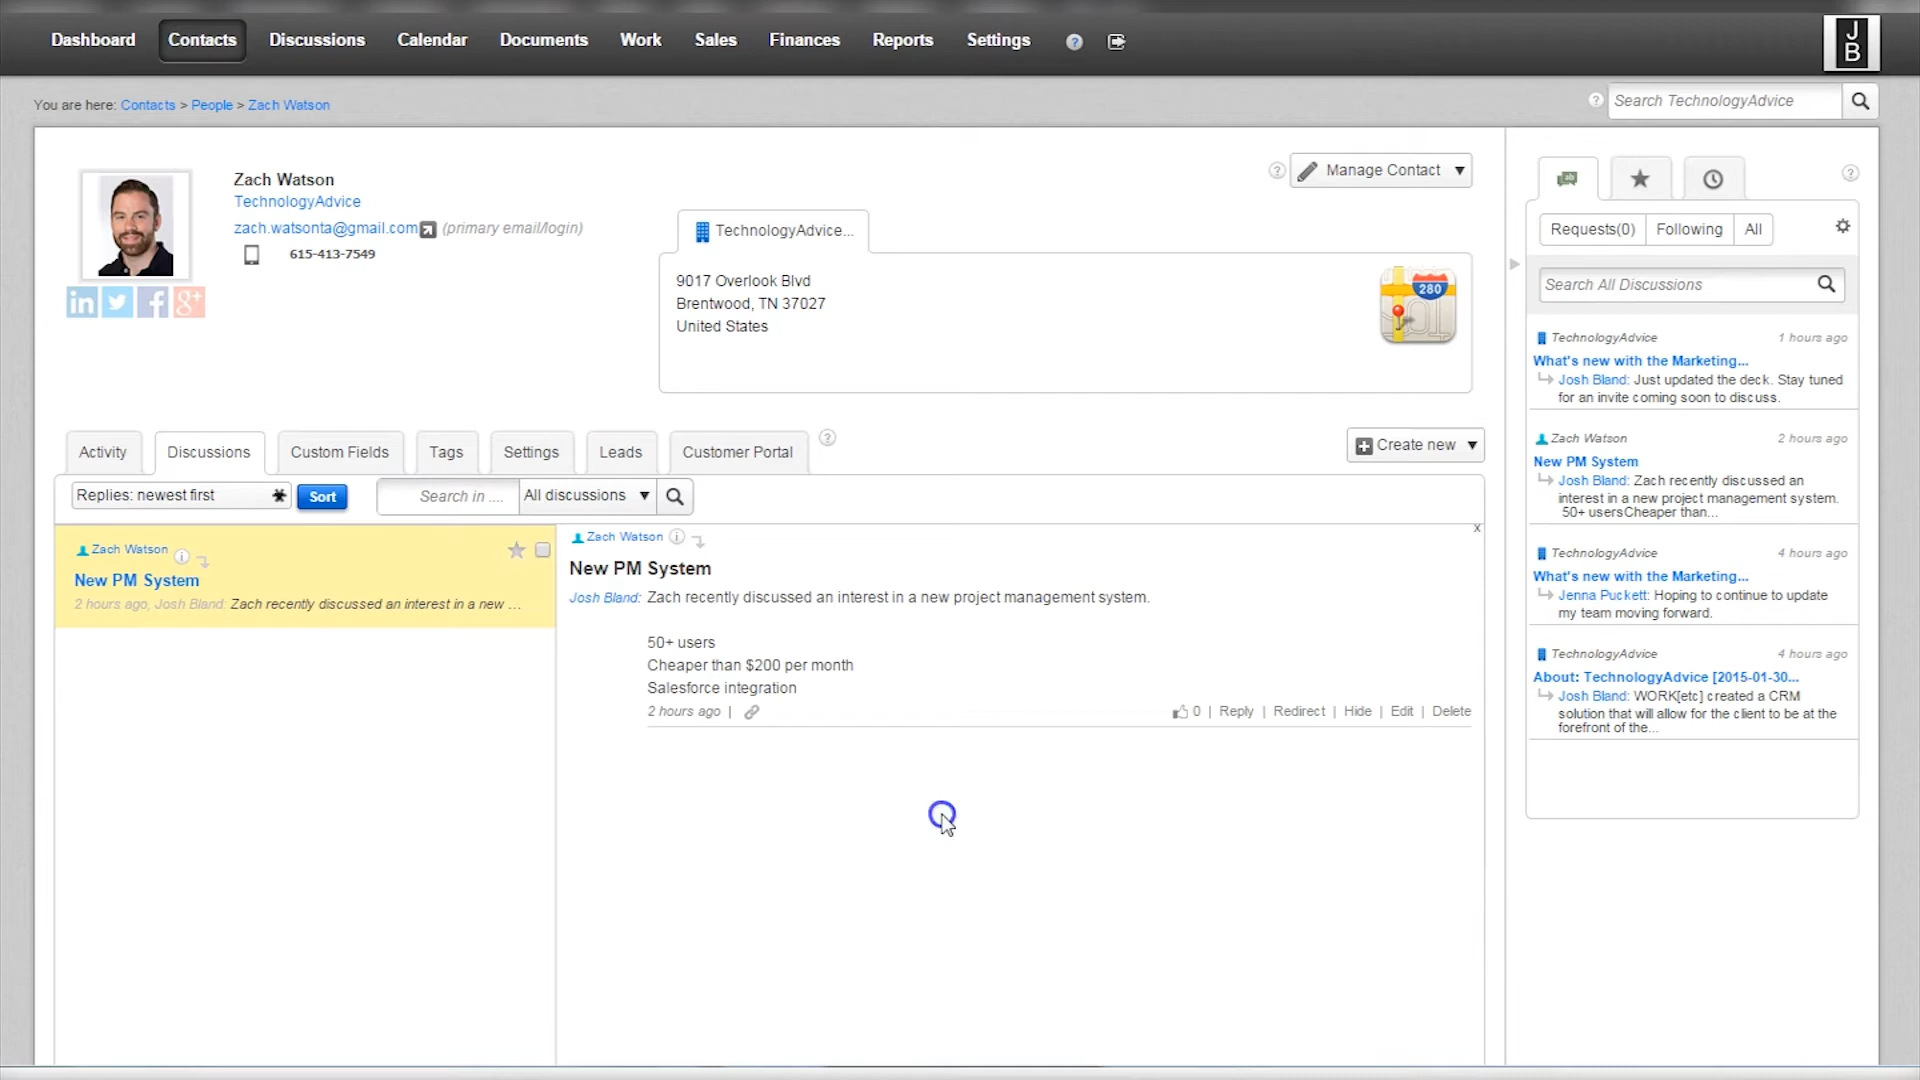 Dashboard Contacts Discussions Calendar Documents Work Sales Finances Reports Settings ?
J
B
You are here: Contacts > People > Zach Watson
? Search TechnologyAdvice
Zach Watson
TechnologyAdvice
zach.watsonta@gmail.com (primary email/login)
615-413-7549
in f g+
? Manage Contact
TechnologyAdvice...
9017 Overlook Blvd
Brentwood, TN 37027
United States
280
Activity Discussions Custom Fields Tags Settings Leads Customer Portal ?
Create new
Replies: newest first Sort Search in .... All discussions
Zach Watson i
New PM System
2 hours ago, Josh Bland: Zach recently discussed an interest in a new ...
Zach Watson i x
New PM System
Josh Bland: Zach recently discussed an interest in a new project management system.
50+ users
Cheaper than $200 per month
Salesforce integration
2 hours ago | 0 | Reply | Redirect | Hide | Edit | Delete
?
Requests(0) Following All
Search All Discussions
TechnologyAdvice 1 hours ago
What's new with the Marketing...
Josh Bland: Just updated the deck. Stay tuned
for an invite coming soon to discuss.
Zach Watson 2 hours ago
New PM System
Josh Bland: Zach recently discussed an
interest in a new project management system.
50+ usersCheaper than...
TechnologyAdvice 4 hours ago
What's new with the Marketing...
Jenna Puckett: Hoping to continue to update
my team moving forward.
TechnologyAdvice 4 hours ago
About: TechnologyAdvice [2015-01-30...
Josh Bland: WORK[etc] created a CRM
solution that will allow for the client to be at the
forefront of the...